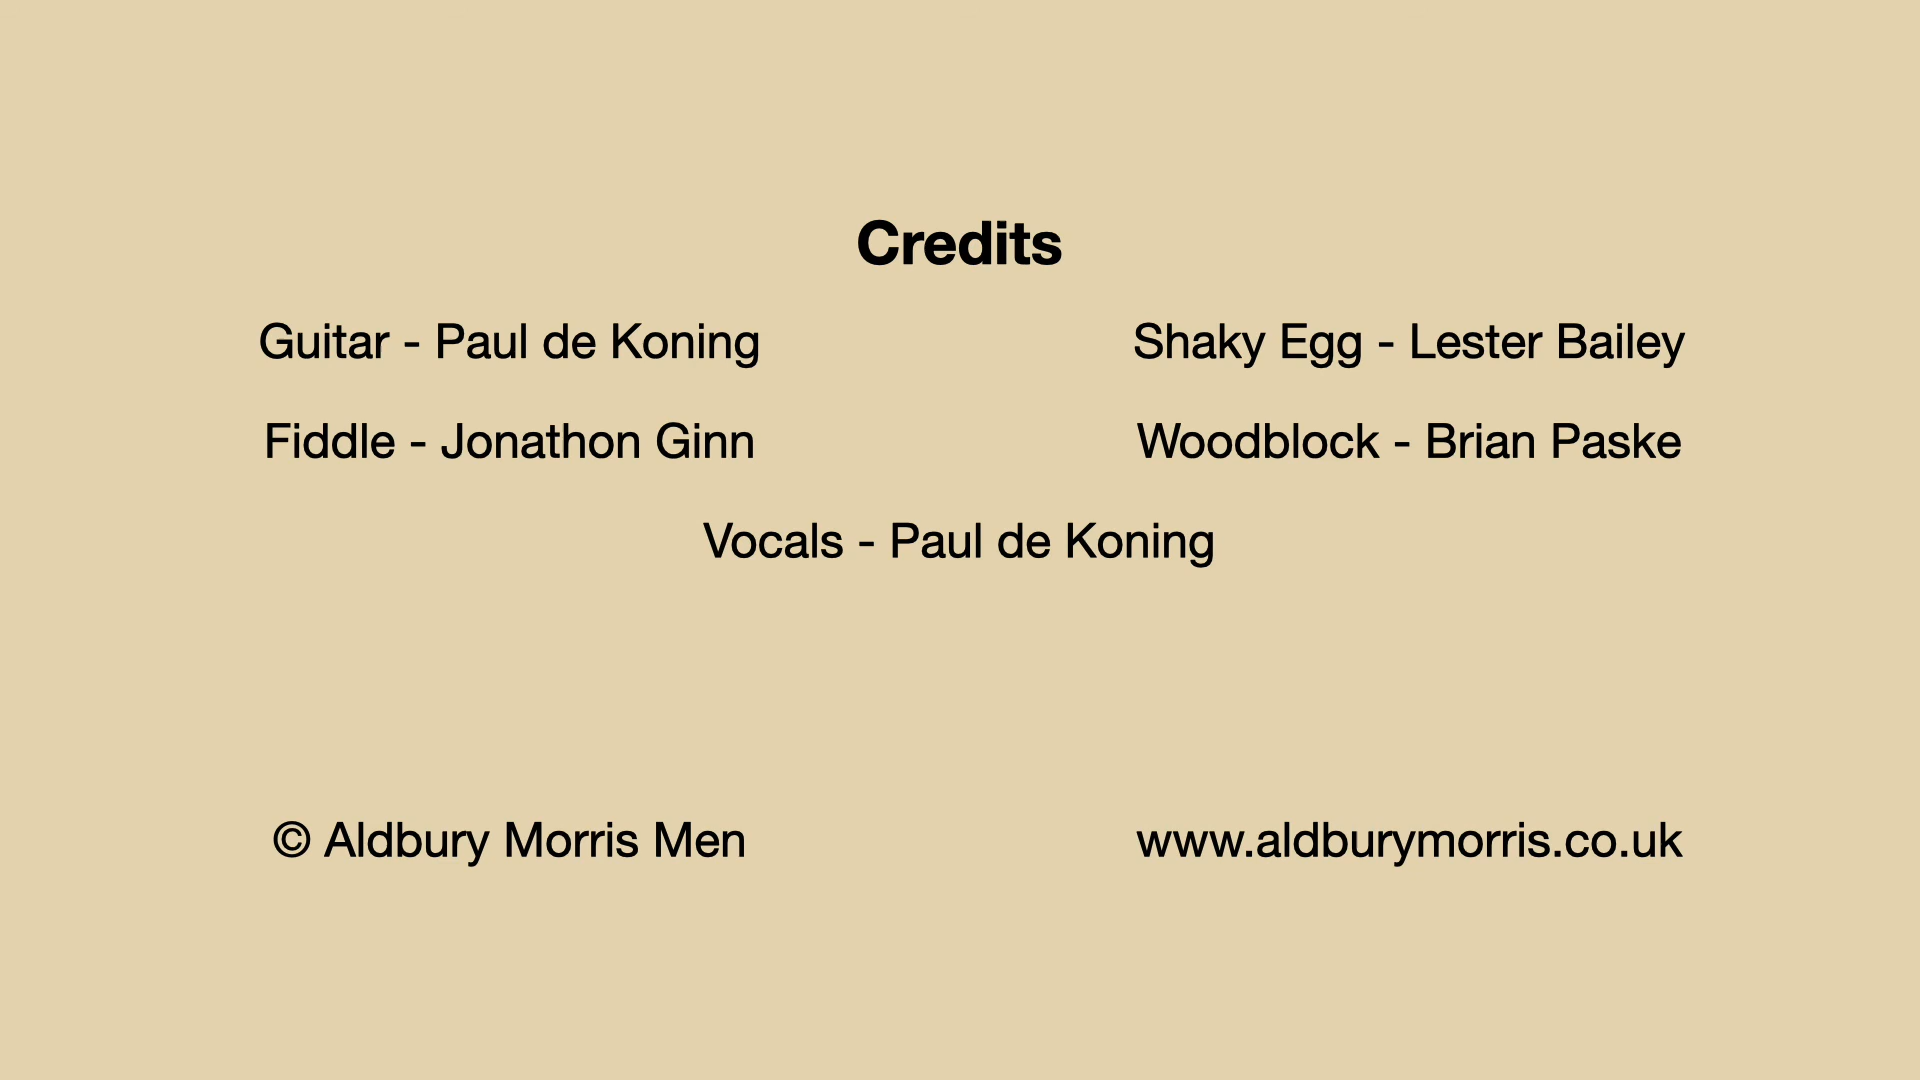 Credits
Guitar - Paul de Koning
Shaky Egg - Lester Bailey
Fiddle - Jonathon Ginn
Woodblock - Brian Paske
Vocals - Paul de Koning
© Aldbury Morris Men
www.aldburymorris.co.uk